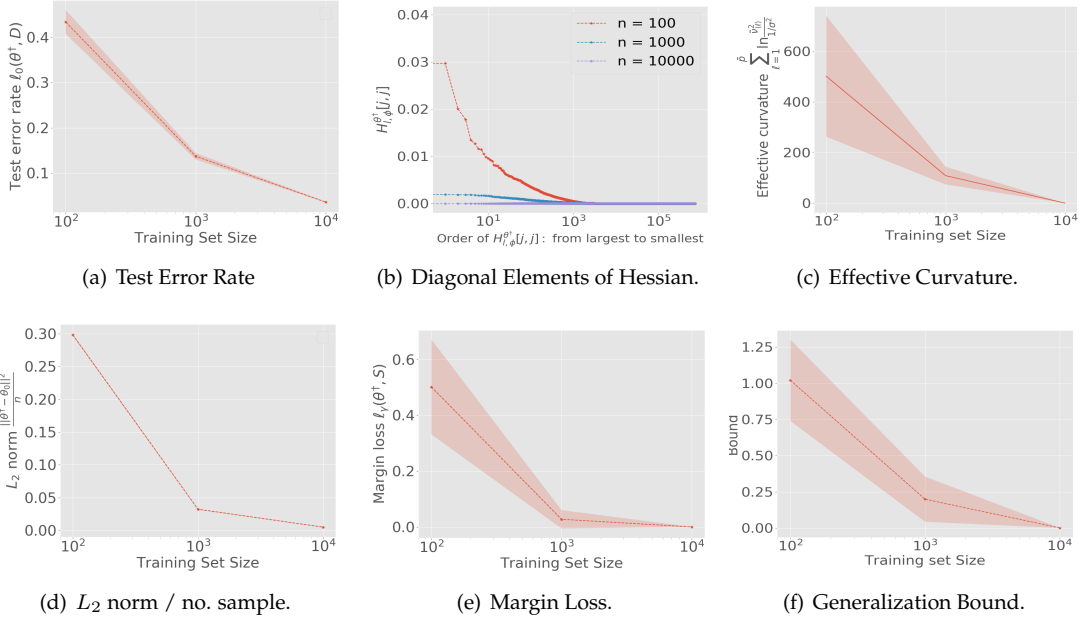 Test error rate ℓ₀(θ†, D)
0.4
0.3
0.2
0.1
10²
10³
10⁴
Training Set Size
(a) Test Error Rate
H^{θ†}_{l,ϕ}[j, j]
0.04
0.03
0.02
0.01
0.00
n = 100
n = 1000
n = 10000
10¹
10³
10⁵
Order of H^{θ†}_{l,ϕ}[j, j] : from largest to smallest
(b) Diagonal Elements of Hessian.
600
400
200
0
10²
10³
10⁴
Training set Size
(c) Effective Curvature.
L₂ norm ||θ† − θ₀||² / n
0.30
0.25
0.20
0.15
0.10
0.05
0.00
10²
10³
10⁴
Training Set Size
(d) L₂ norm / no. sample.
Margin loss ℓᵧ(θ†, S)
0.6
0.4
0.2
0.0
10²
10³
10⁴
Training Set Size
(e) Margin Loss.
Bound
1.25
1.00
0.75
0.50
0.25
0.00
10²
10³
10⁴
Training Set Size
(f) Generalization Bound.